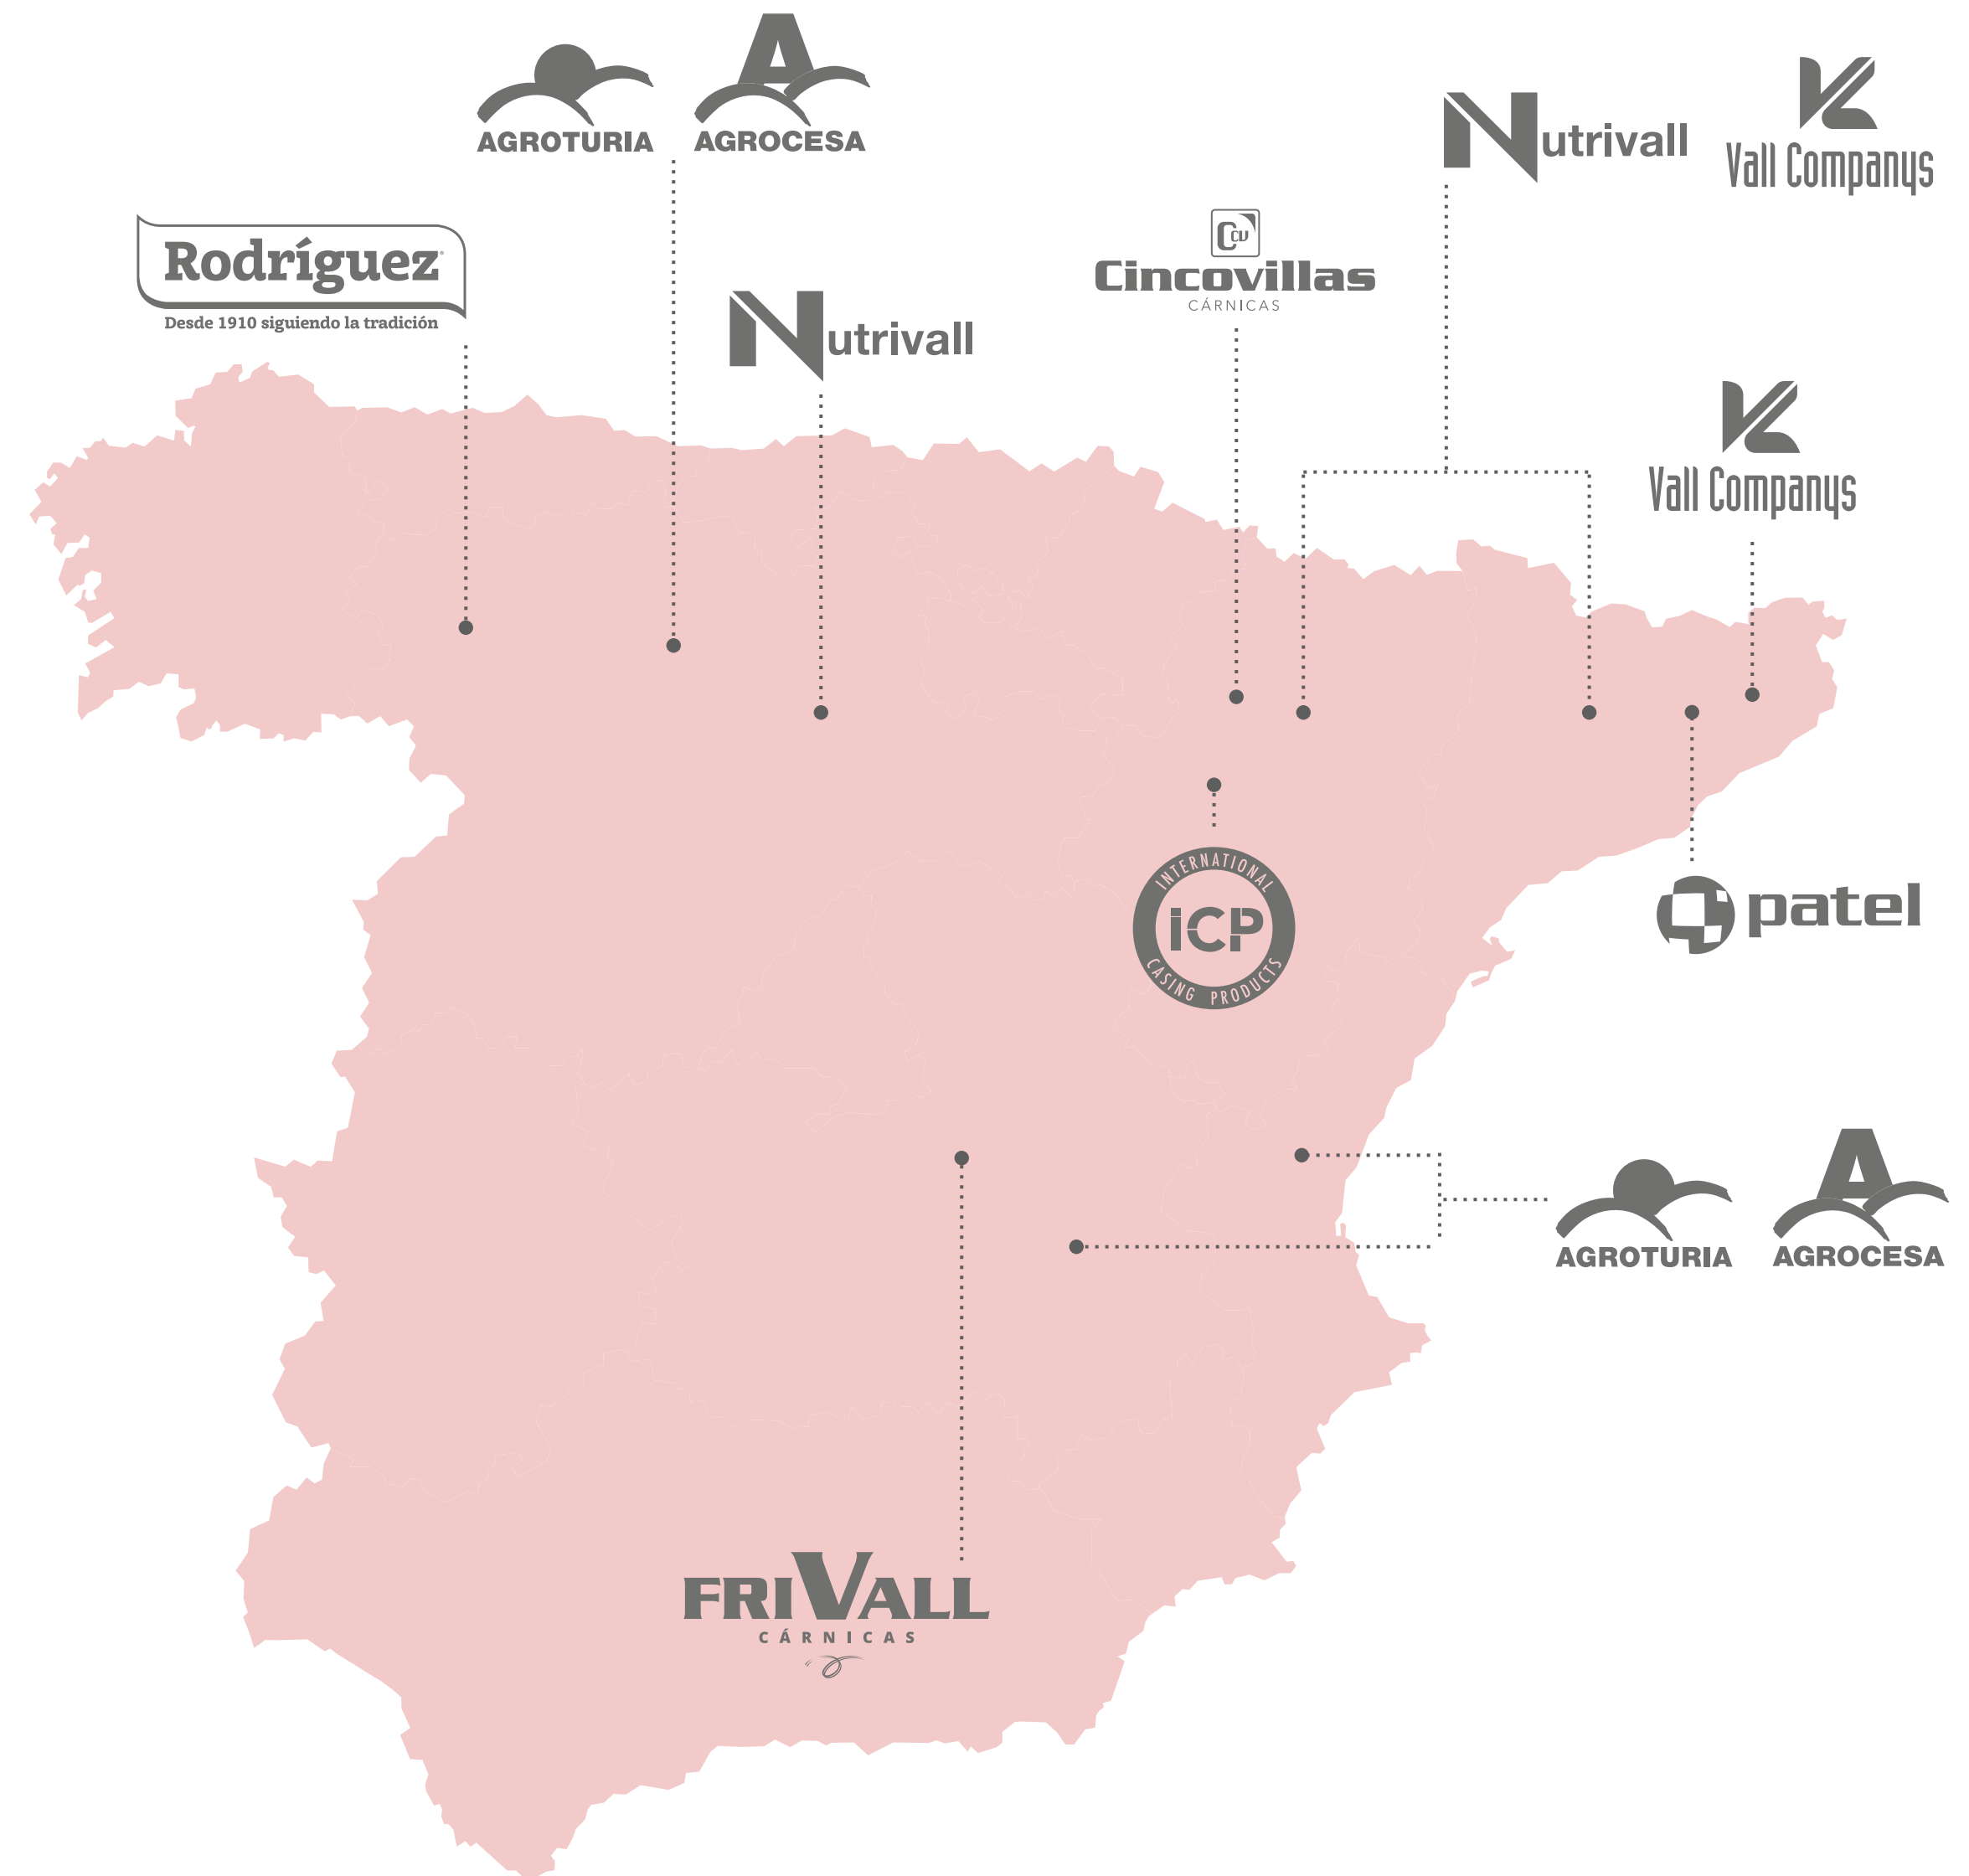 AGROTURIA
A
AGROCESA
Nutrivall
Vall Companys
Rodríguez
Desde 1910 siguiendo la tradición
Nutrivall
CCV
Cincovillas
CÁRNICAS
Vall Companys
INTERNATIONAL
iCP
CASING PRODUCTS
patel
AGROTURIA
A
AGROCESA
FRIVALL
CÁRNICAS